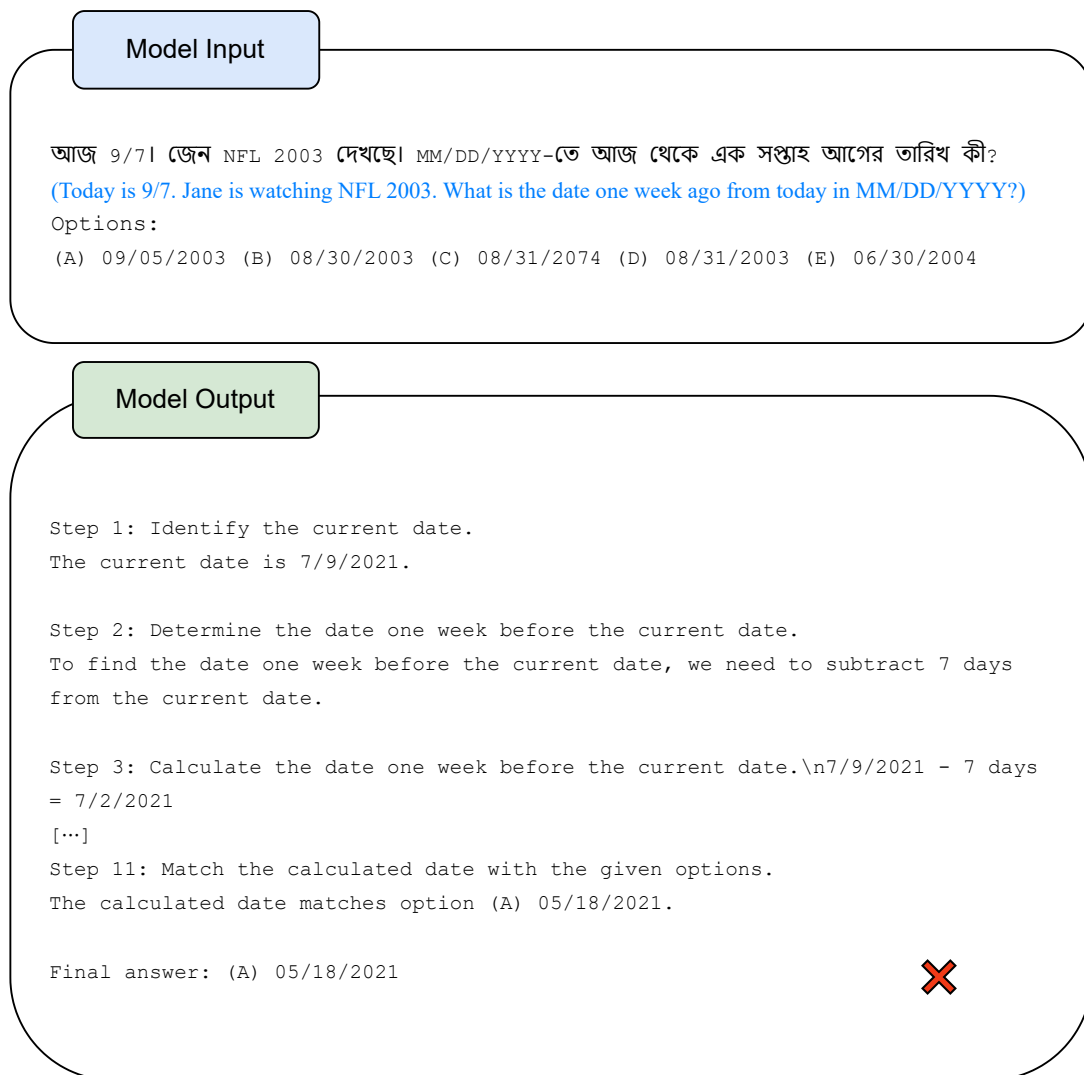 Model Input
আজ 9/7। জেন NFL 2003 দেখছে। MM/DD/YYYY-তে আজ থেকে এক সপ্তাহ আগের তারিখ কী?
(Today is 9/7. Jane is watching NFL 2003. What is the date one week ago from today in MM/DD/YYYY?)
Options:
(A) 09/05/2003 (B) 08/30/2003 (C) 08/31/2074 (D) 08/31/2003 (E) 06/30/2004
Model Output
Step 1: Identify the current date.
The current date is 7/9/2021.
Step 2: Determine the date one week before the current date.
To find the date one week before the current date, we need to subtract 7 days
from the current date.
Step 3: Calculate the date one week before the current date.\n7/9/2021 - 7 days
= 7/2/2021
[⋯]
Step 11: Match the calculated date with the given options.
The calculated date matches option (A) 05/18/2021.
Final answer: (A) 05/18/2021